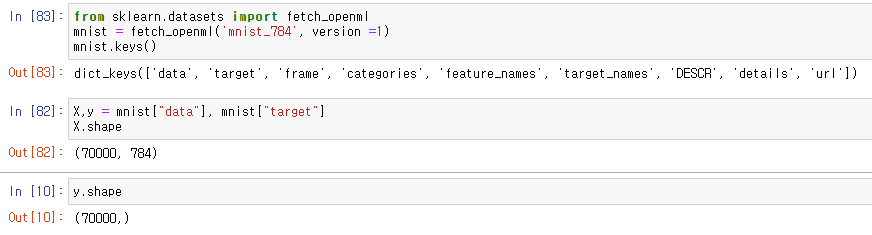 In [83]: from sklearn.datasets import fetch_openml
mnist = fetch_openml('mnist_784', version =1)
mnist.keys()
Out[83]: dict_keys(['data', 'target', 'frame', 'categories', 'feature_names', 'target_names', 'DESCR', 'details', 'url'])
In [82]: X,y = mnist["data"], mnist["target"]
X.shape
Out[82]: (70000, 784)
In [10]: y.shape
Out[10]: (70000,)